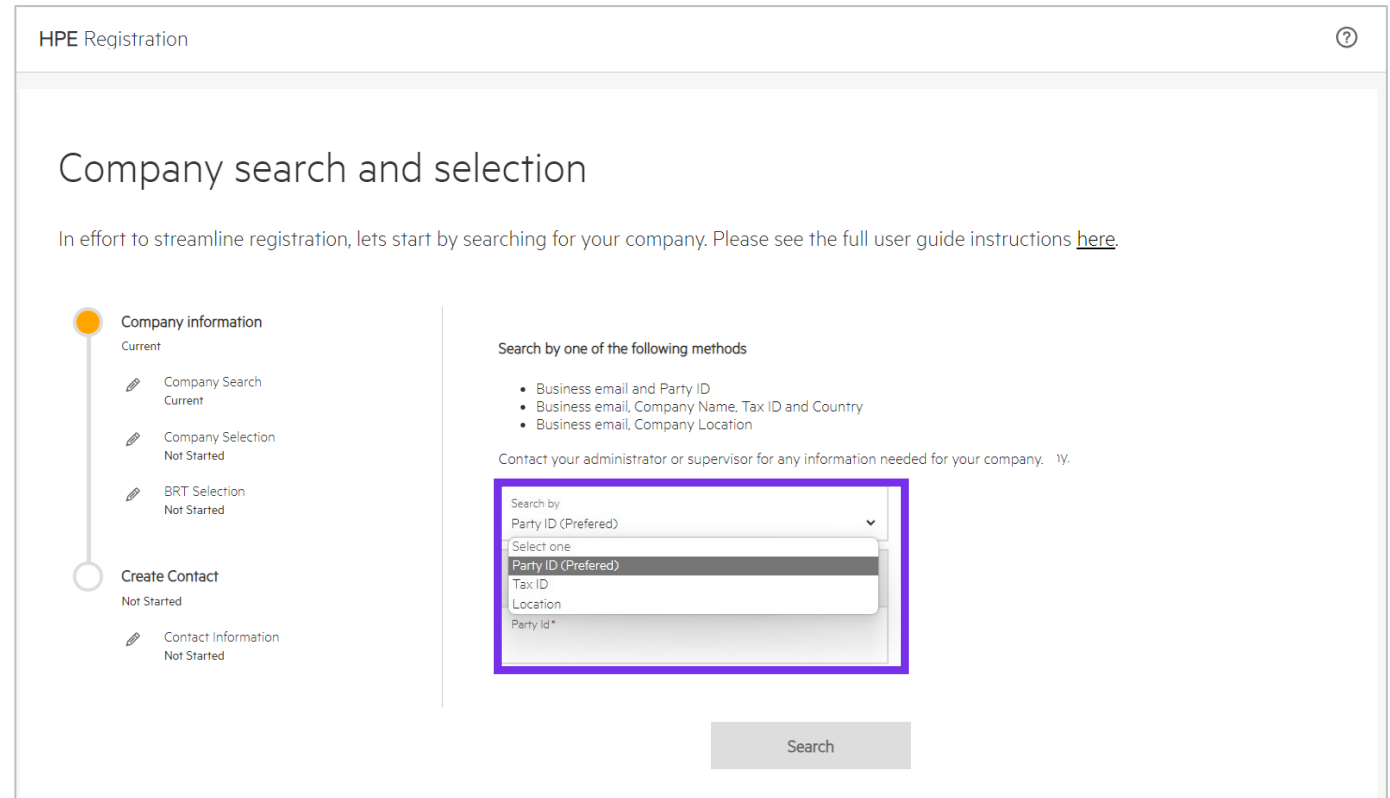 HPE Registration
Company search and selection
In effort to streamline registration, lets start by searching for your company. Please see the full user guide instructions here.
Company information
Current
Company Search
Current
Company Selection
Not Started
BRT Selection
Not Started
Create Contact
Not Started
Contact Information
Not Started
Search by one of the following methods
• Business email and Party ID
• Business email, Company Name, Tax ID and Country
• Business email, Company Location
Contact your administrator or supervisor for any information needed for your company. ny.
Search by
Party ID (Prefered)
Select one
Party ID (Prefered)
Tax ID
Location
Party Id*
Search